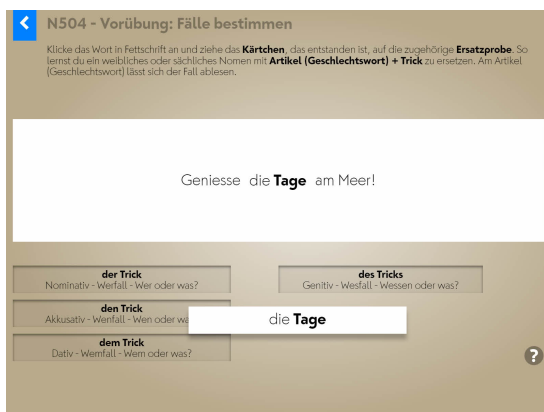 N504 - Vorübung: Fälle bestimmen
Klicke das Wort in Fettschrift an und ziehe das Kärtchen, das entstanden ist, auf die zugehörige Ersatzprobe. So
lernst du ein weibliches oder sächliches Nomen mit Artikel (Geschlechtswort) + Trick zu ersetzen. Am Artikel
(Geschlechtswort) lässt sich der Fall ablesen.
Geniesse die Tage am Meer!
der Trick
Nominativ - Werfall - Wer oder was?
des Tricks
Genitiv - Wesfall - Wessen oder was?
den Trick
Akkusativ - Wenfall - Wen oder wa
die Tage
dem Trick
Dativ - Wemfall - Wem oder was?
?